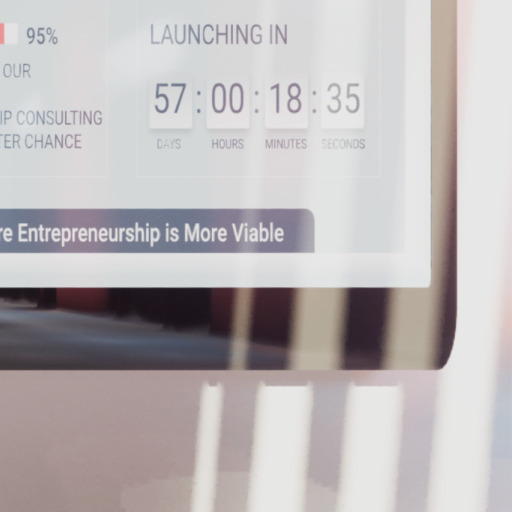 95%
OUR
IP CONSULTING
TER CHANCE
LAUNCHING IN
57 : 00 : 18 : 35
DAYS HOURS MINUTES SECONDS
re Entrepreneurship is More Viable